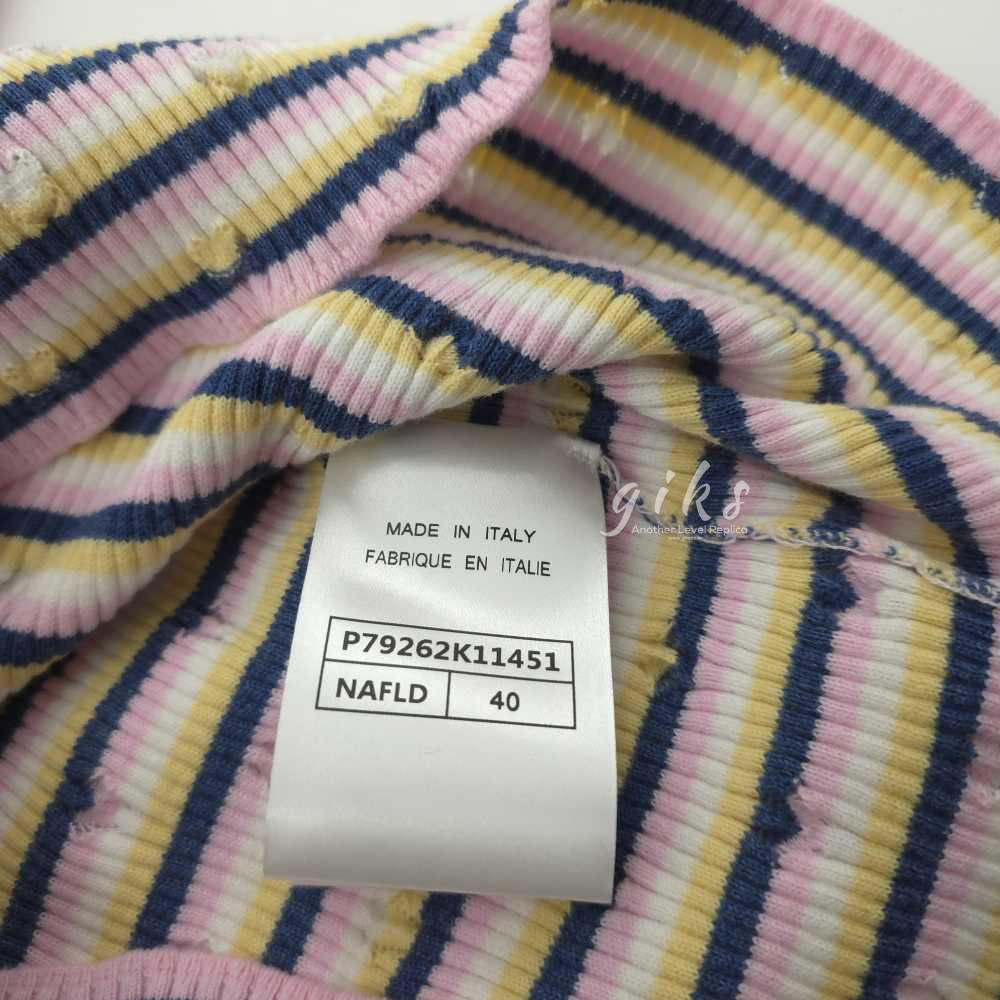 giks
Another Level Replica
MADE IN ITALY
FABRIQUE EN ITALIE
P79262K11451
NAFLD 40